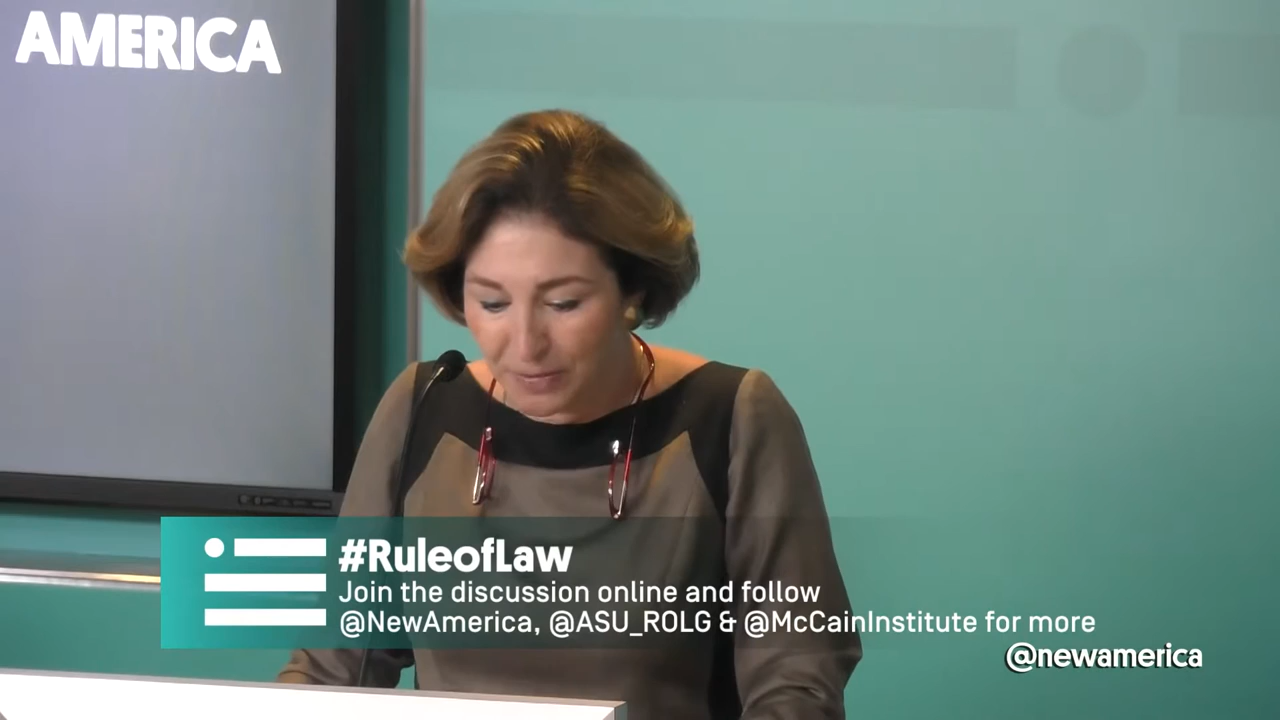 AMERICA
#RuleofLaw
Join the discussion online and follow
@NewAmerica, @ASU_ROLG & @McCainInstitute for more
@newamerica